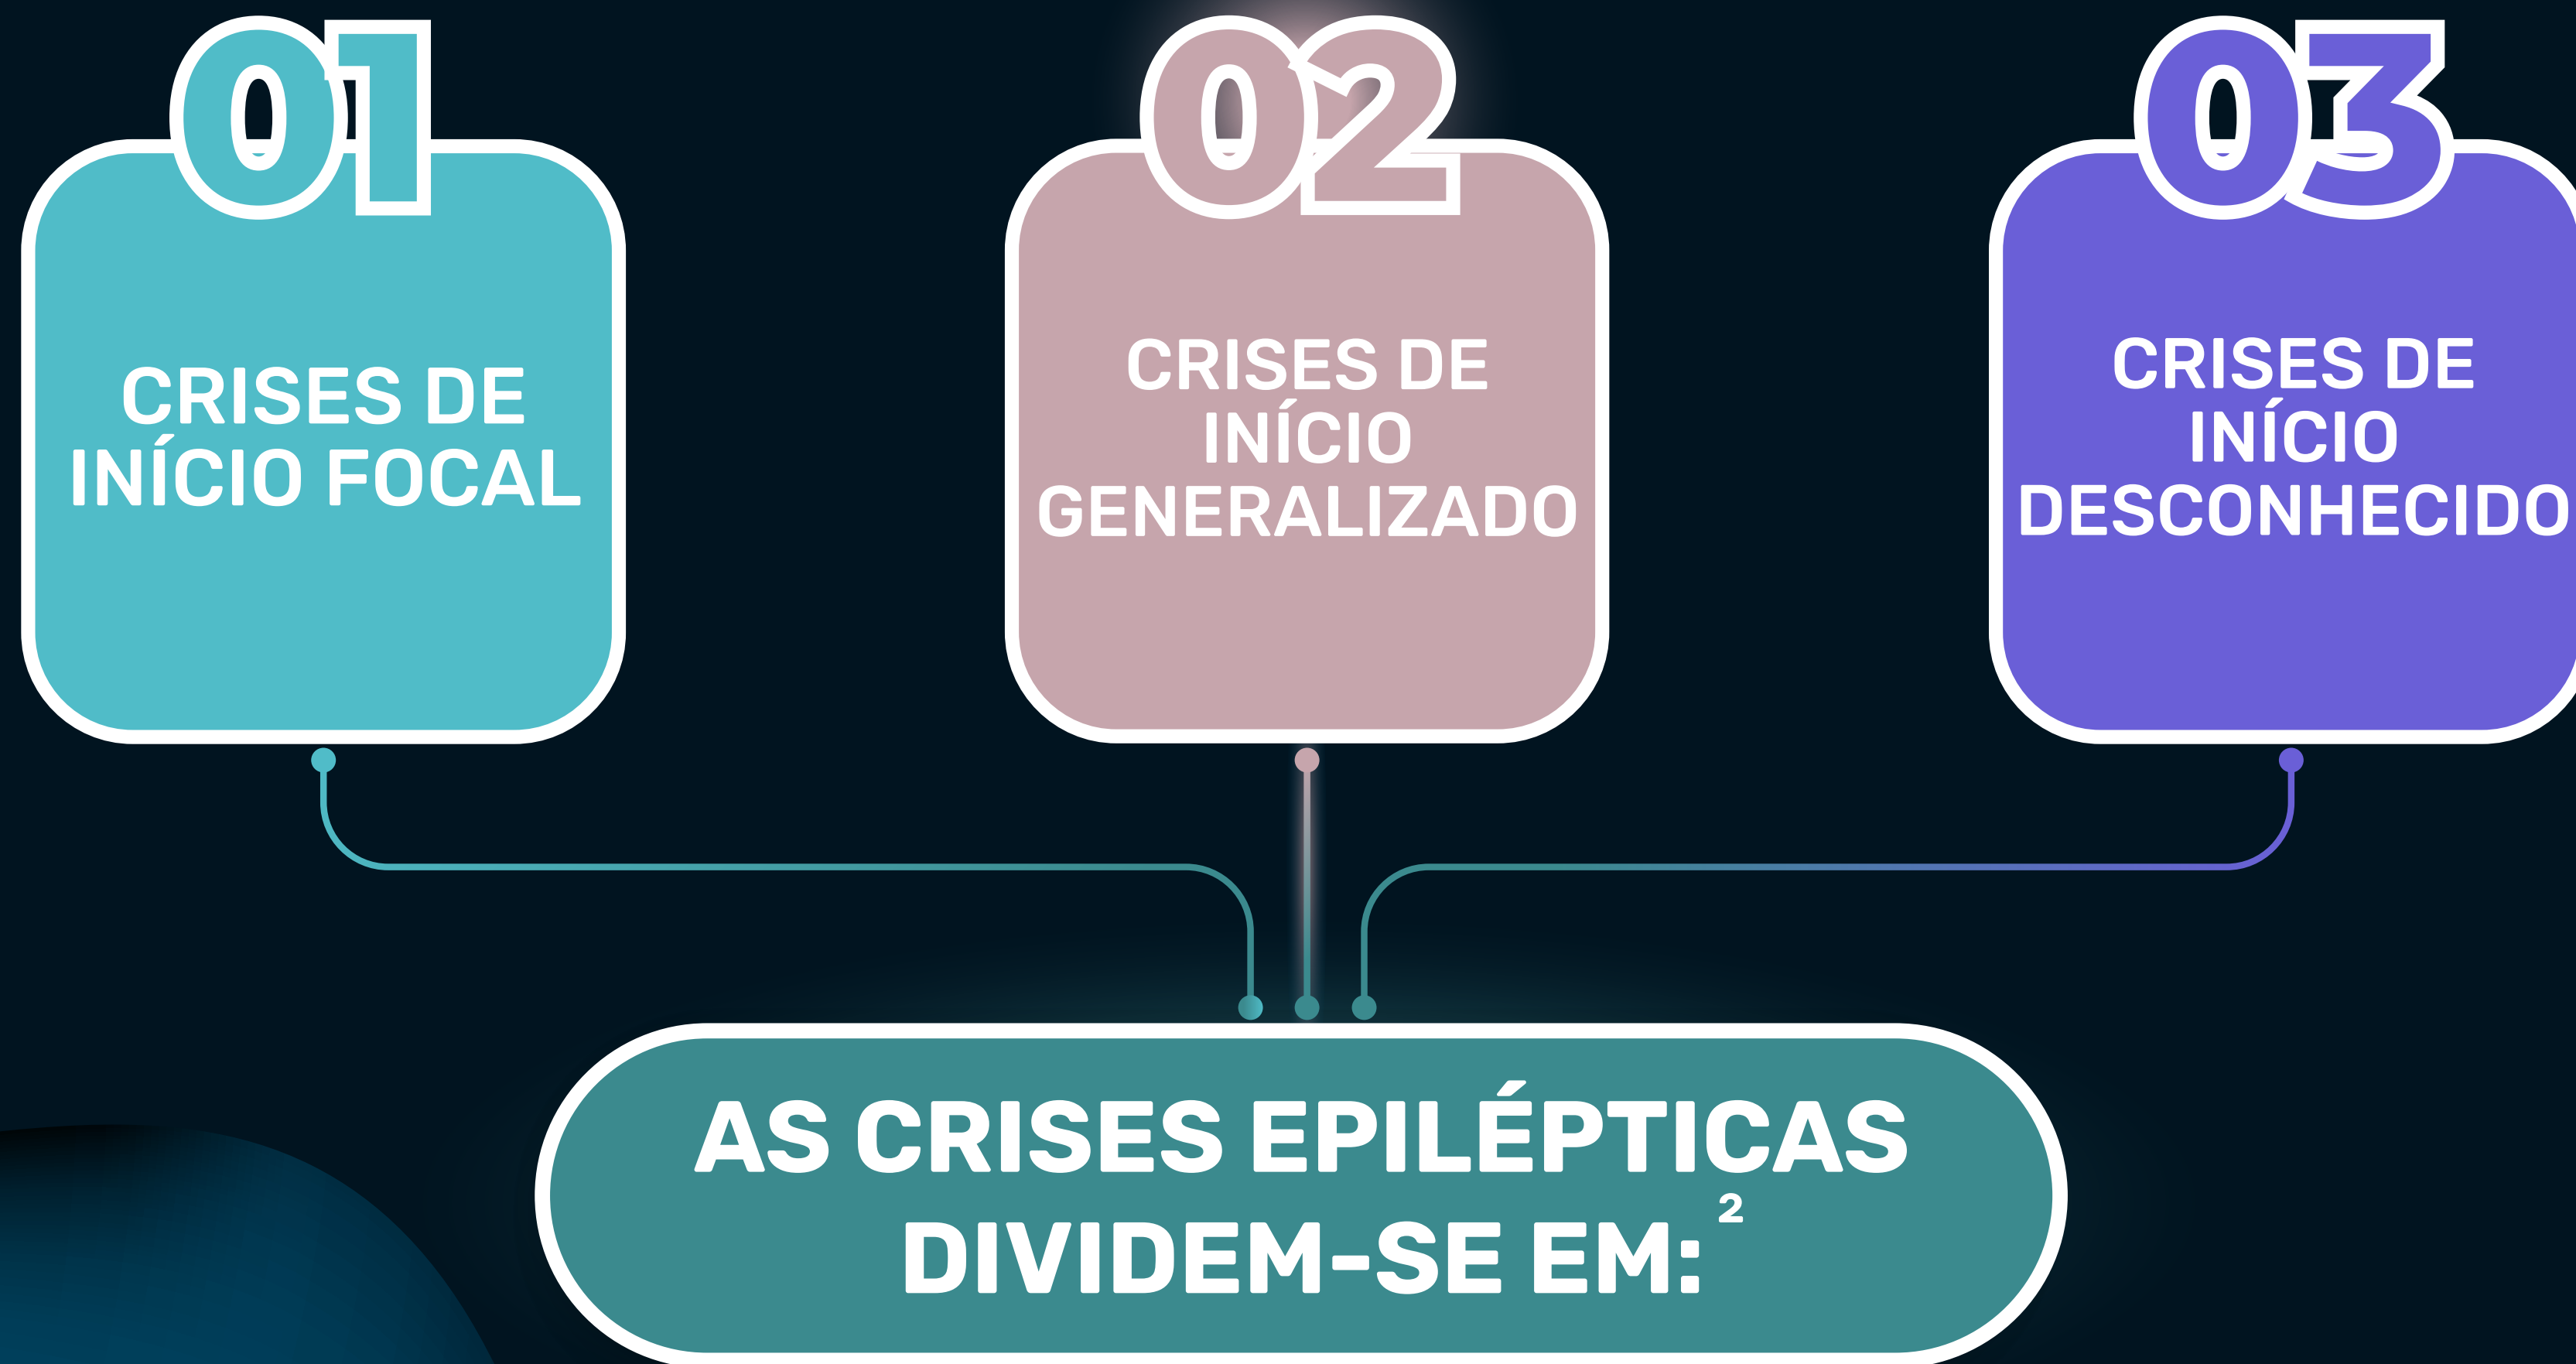 01
CRISES DE
INÍCIO FOCAL
02
CRISES DE
INÍCIO
GENERALIZADO
03
CRISES DE
INÍCIO
DESCONHECIDO
AS CRISES EPILÉPTICAS
DIVIDEM-SE EM: ²